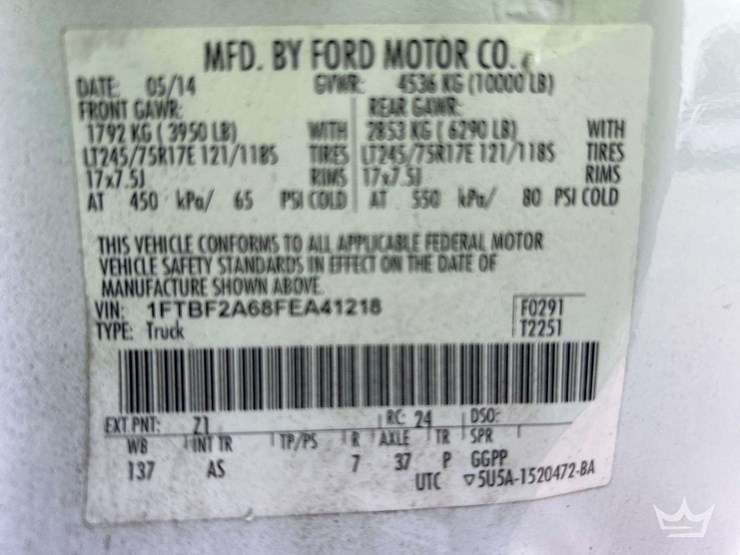 MFD. BY FORD MOTOR CO.
DATE: 05/14 GVWR: 4536 KG (10000 LB)
FRONT GAWR: REAR GAWR:
1792 KG ( 3950 LB) WITH 2853 KG ( 6290 LB) WITH
LT245/75R17E 121/118S TIRES LT245/75R17E 121/118S TIRES
17x7.5J RIMS 17x7.5J RIMS
AT 450 kPa/ 65 PSI COLD AT 550 kPa/ 80 PSI COLD
THIS VEHICLE CONFORMS TO ALL APPLICABLE FEDERAL MOTOR
VEHICLE SAFETY STANDARDS IN EFFECT ON THE DATE OF
MANUFACTURE SHOWN ABOVE.
VIN: 1FTBF2A68FEA41218 F0291
TYPE: Truck T2251
EXT PNT: Z1 RC: 24 DSO:
WB INT TR TP/PS R AXLE TR SPR
137 AS 7 37 P GGPP
UTC ▽5U5A-1520472-BA